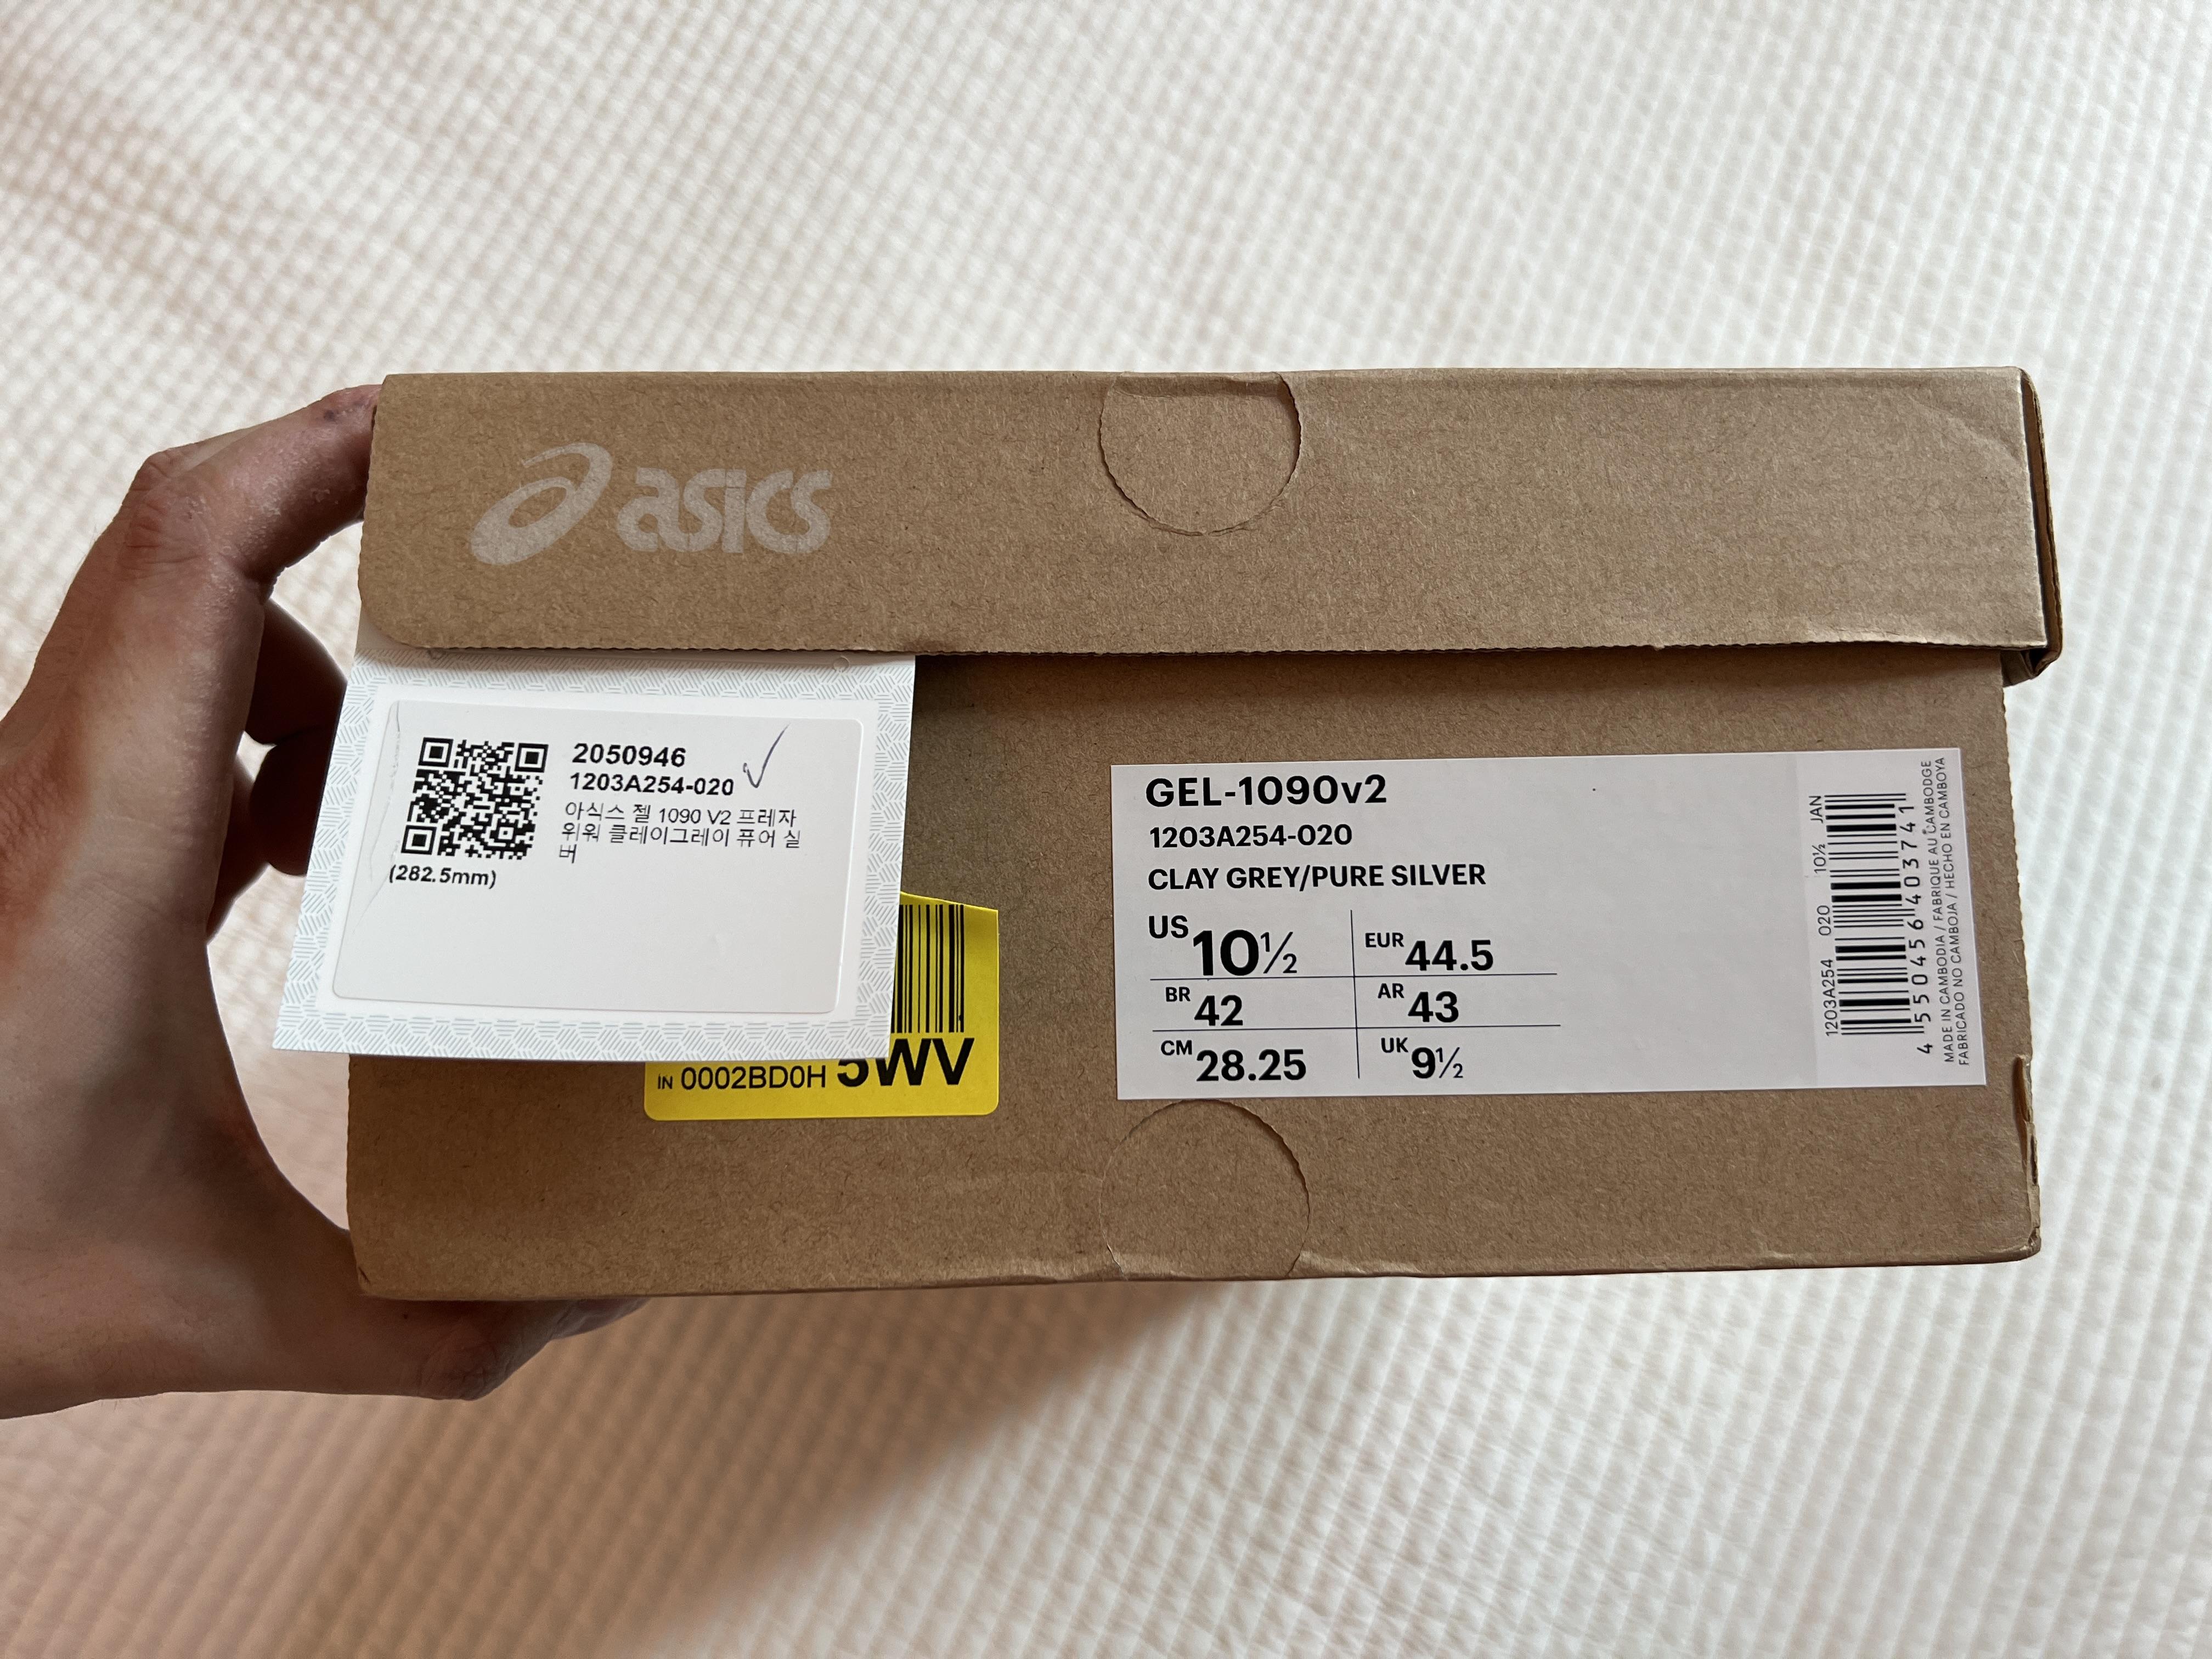 asics
2050946
1203A254-020
아식스 젤 1090 V2 프레자
위워 클레이그레이 퓨어 실
버
(282.5mm)
IN 0002BD0H 5WV
GEL-1090v2
1203A254-020
CLAY GREY/PURE SILVER
US 10½ EUR 44.5
BR 42 AR 43
CM 28.25 UK 9½
1203A254 020 10½ JAN
4 550456 403741
MADE IN CAMBODIA / FABRIQUE AU CAMBODGE
FABRICADO NO CAMBOJA / HECHO EN CAMBOYA